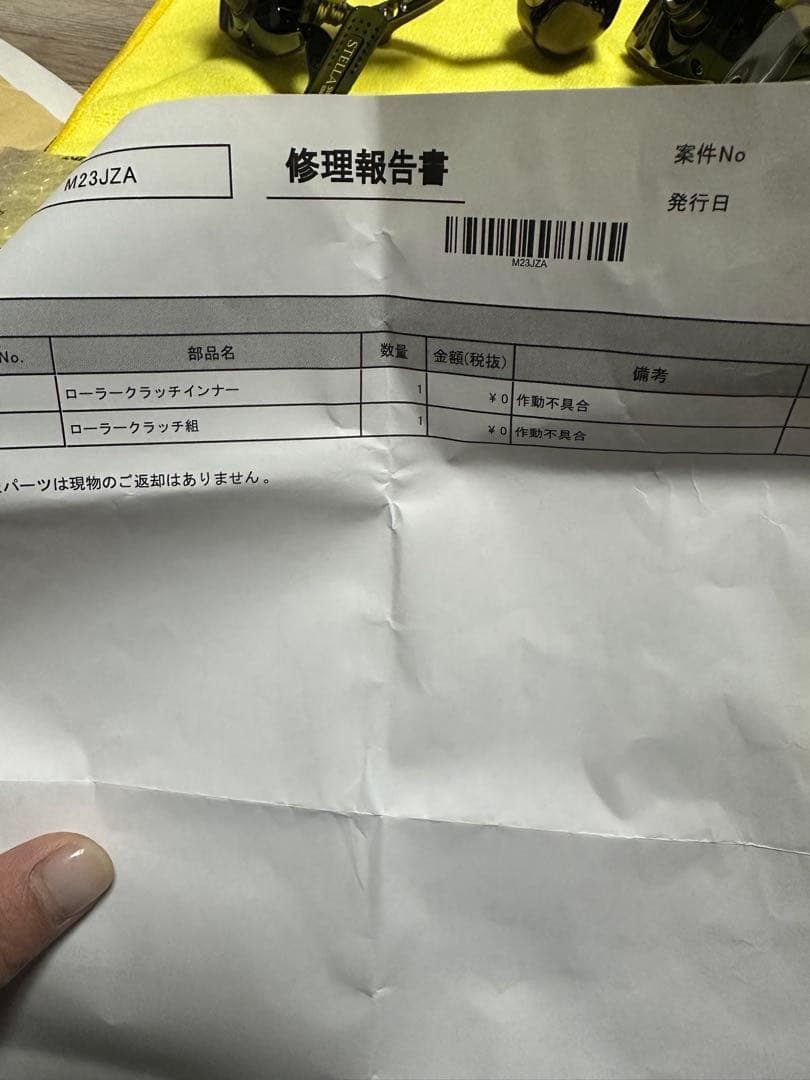 STELLA
M23JZA
修理報告書
案件No
発行日
M23JZA
No. 部品名 数量 金額(税抜) 備考
ローラークラッチインナー 1 ¥0 作動不具合
ローラークラッチ組 1 ¥0 作動不具合
パーツは現物のご返却はありません。